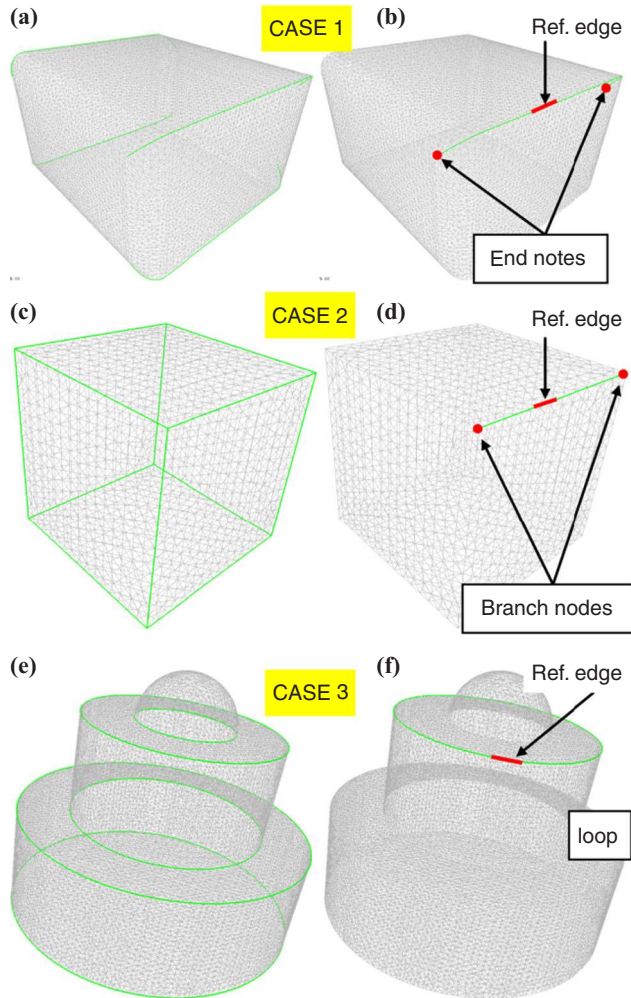 (a)
CASE 1
(b)
Ref. edge
End notes
(c)
CASE 2
(d)
Ref. edge
Branch nodes
(e)
CASE 3
(f)
Ref. edge
loop